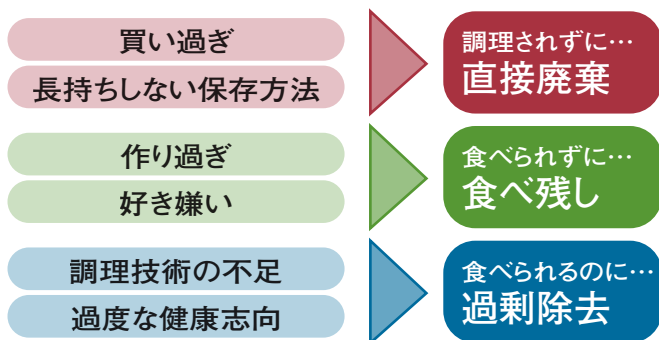 買い過ぎ
長持ちしない保存方法
調理されずに…
直接廃棄
作り過ぎ
好き嫌い
食べられずに…
食べ残し
調理技術の不足
過度な健康志向
食べられるのに…
過剰除去